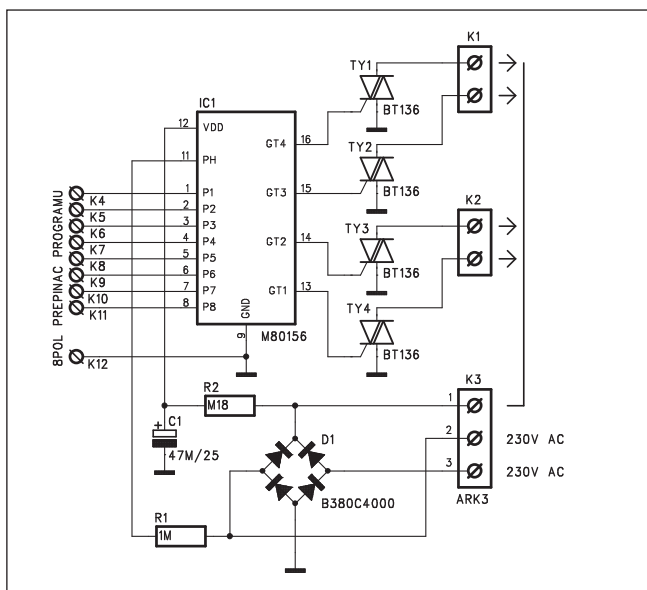 K1
TY1
BT136
IC1
12
VDD
16
GT4
11
PH
TY2
BT136
1
P1
15
GT3
K4
2
P2
K2
K5
3
P3
TY3
K6
4
P4
14
GT2
K7
5
P5
BT136
K8
6
P6
K9
7
P7
13
GT1
TY4
K10
8
P8
K11
GND
9
M80156
BT136
K12
8POL PREPINAC PROGRAMU
R2
M18
K3
1
C1
+
47M/25
D1
2
230V AC
3
230V AC
B380C4000
ARK3
R1
1M